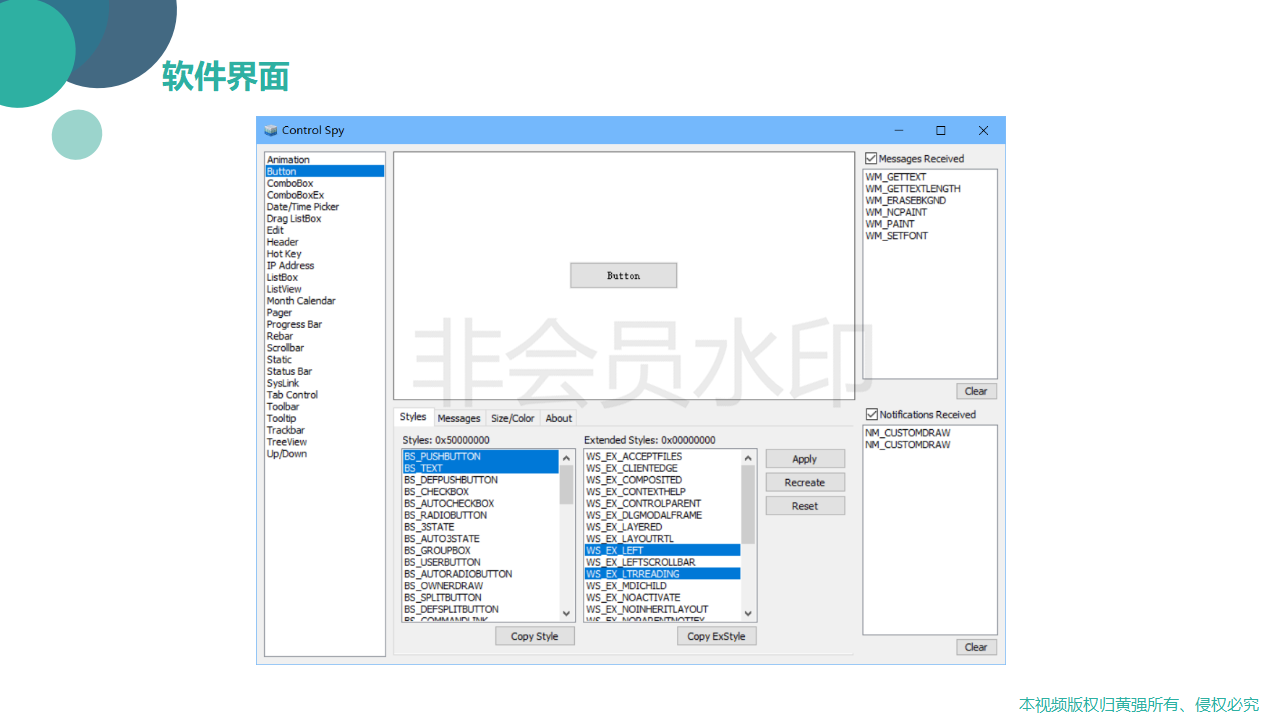 软件界面
Control Spy
Animation
Button
ComboBox
ComboBoxEx
Date/Time Picker
Drag ListBox
Edit
Header
Hot Key
IP Address
ListBox
ListView
Month Calendar
Pager
Progress Bar
Rebar
Scrollbar
Static
Status Bar
SysLink
Tab Control
Toolbar
Tooltip
Trackbar
TreeView
Up/Down
Button
非会员水印
Styles Messages Size/Color About
Styles: 0x50000000
BS_PUSHBUTTON
BS_TEXT
BS_DEFPUSHBUTTON
BS_CHECKBOX
BS_AUTOCHECKBOX
BS_RADIOBUTTON
BS_3STATE
BS_AUTO3STATE
BS_GROUPBOX
BS_USERBUTTON
BS_AUTORADIOBUTTON
BS_OWNERDRAW
BS_SPLITBUTTON
BS_DEFSPLITBUTTON
BS_COMMANDLINK
Copy Style
Extended Styles: 0x00000000
WS_EX_ACCEPTFILES
WS_EX_CLIENTEDGE
WS_EX_COMPOSITED
WS_EX_CONTEXTHELP
WS_EX_CONTROLPARENT
WS_EX_DLGMODALFRAME
WS_EX_LAYERED
WS_EX_LAYOUTRTL
WS_EX_LEFT
WS_EX_LEFTSCROLLBAR
WS_EX_LTRREADING
WS_EX_MDICHILD
WS_EX_NOACTIVATE
WS_EX_NOINHERITLAYOUT
WS_EX_NOPARENTNOTIFY
Copy ExStyle
Apply
Recreate
Reset
Messages Received
WM_GETTEXT
WM_GETTEXTLENGTH
WM_ERASEBKGND
WM_NCPAINT
WM_PAINT
WM_SETFONT
Clear
Notifications Received
NM_CUSTOMDRAW
NM_CUSTOMDRAW
Clear
本视频版权归黄强所有、侵权必究